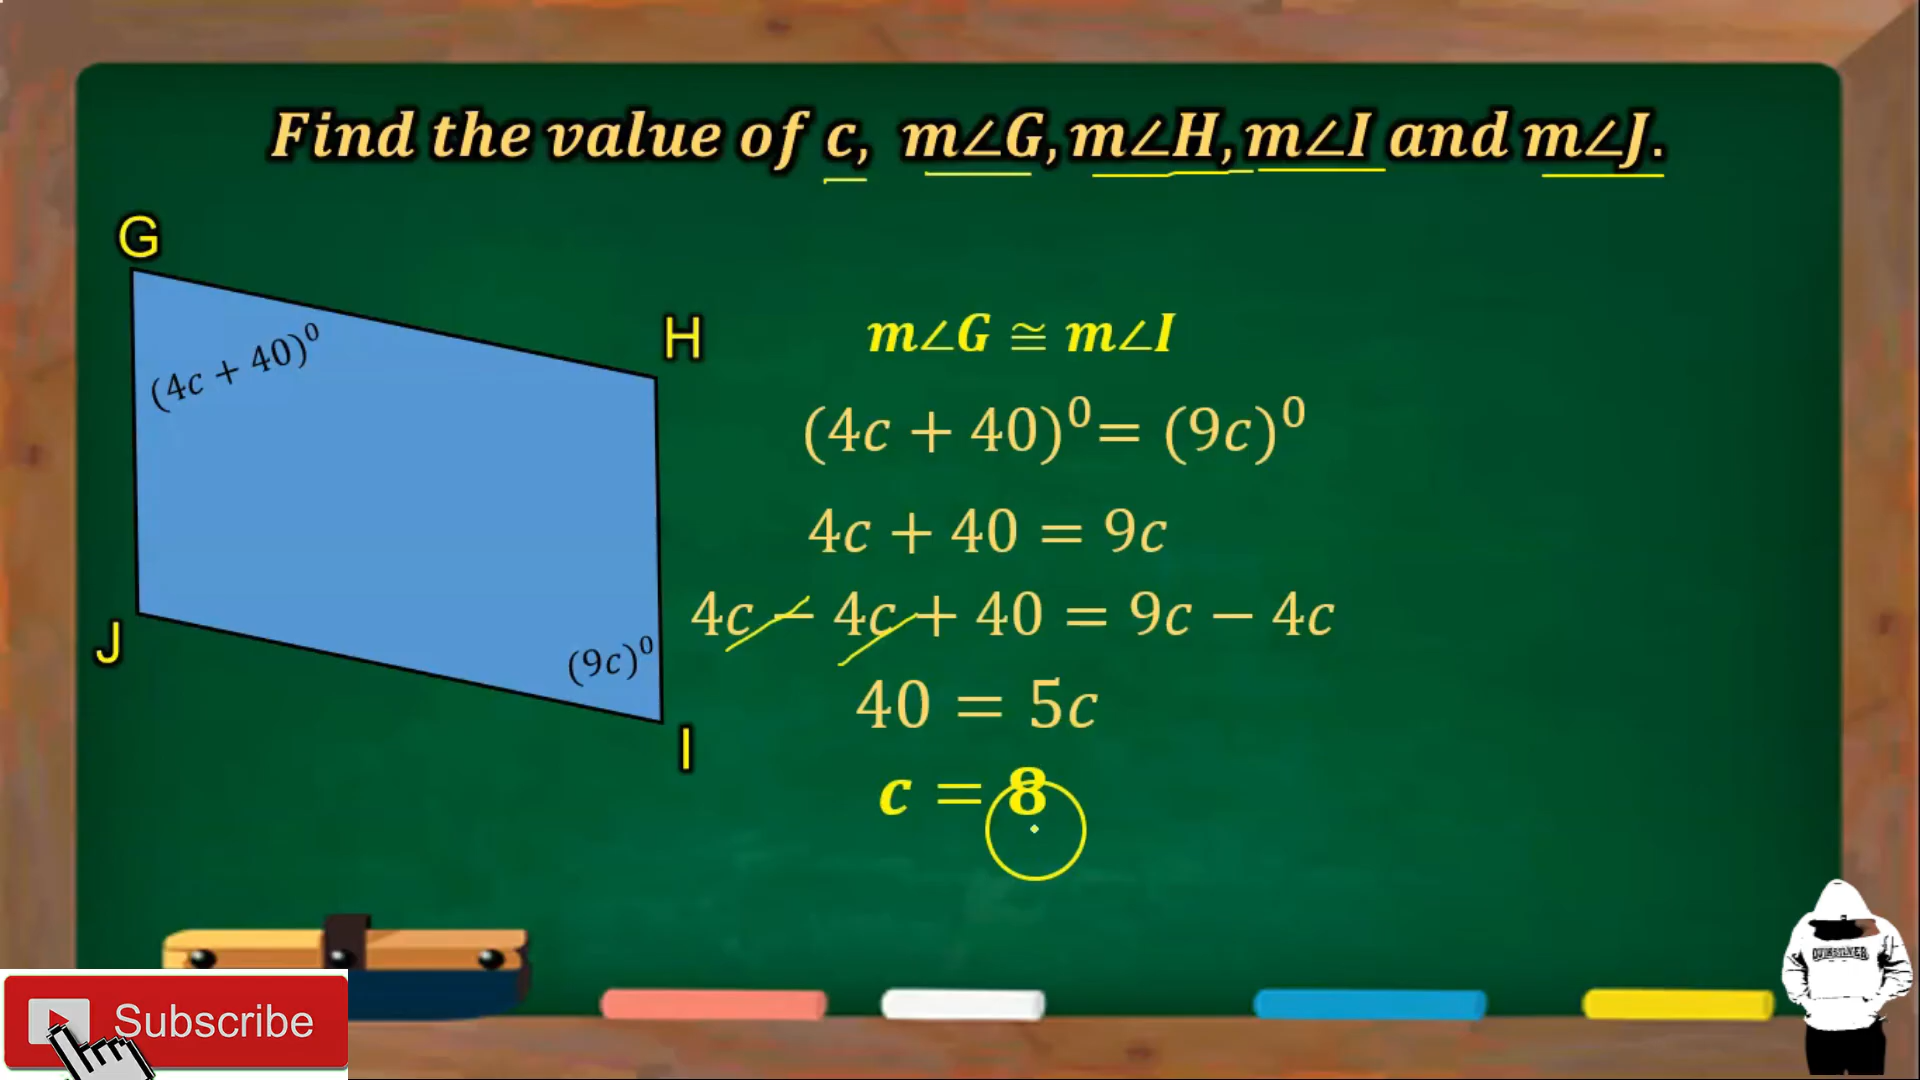 Find the value of c, m∠G, m∠H, m∠I and m∠J.
G
(4c + 40)⁰
H
m∠G ≅ m∠I
(4c + 40)⁰ = (9c)⁰
4c + 40 = 9c
4c − 4c + 40 = 9c − 4c
J
(9c)⁰
40 = 5c
I
c = 8
QUIKSILVER
Subscribe